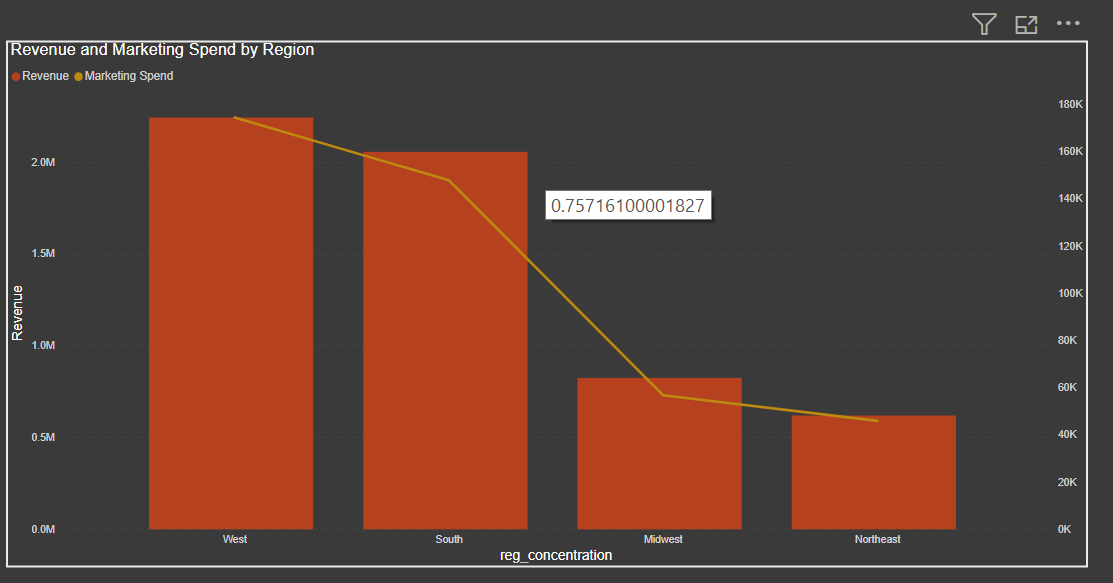 Revenue and Marketing Spend by Region
Revenue Marketing Spend
180K
2.0M
160K
0.75716100001827
140K
1.5M
120K
Revenue
100K
1.0M
80K
60K
0.5M
40K
20K
0.0M
0K
West South Midwest Northeast
reg_concentration